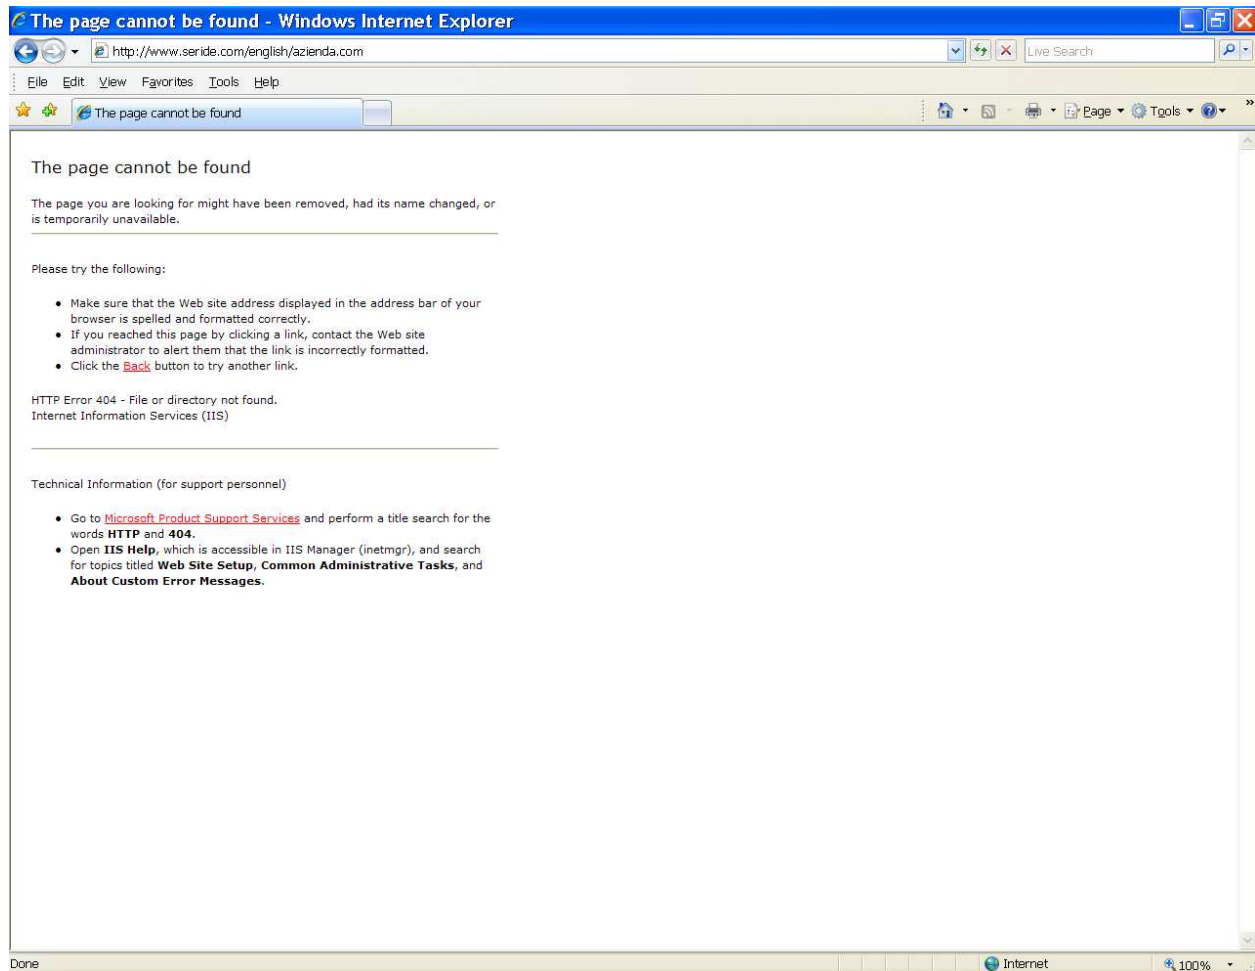 The page cannot be found - Windows Internet Explorer
http://www.seride.com/english/azienda.com
Live Search
File Edit View Favorites Tools Help
The page cannot be found
Page Tools
The page cannot be found
The page you are looking for might have been removed, had its name changed, or
is temporarily unavailable.
Please try the following:
Make sure that the Web site address displayed in the address bar of your
browser is spelled and formatted correctly.
If you reached this page by clicking a link, contact the Web site
administrator to alert them that the link is incorrectly formatted.
Click the Back button to try another link.
HTTP Error 404 - File or directory not found.
Internet Information Services (IIS)
Technical Information (for support personnel)
Go to Microsoft Product Support Services and perform a title search for the
words HTTP and 404.
Open IIS Help, which is accessible in IIS Manager (inetmgr), and search
for topics titled Web Site Setup, Common Administrative Tasks, and
About Custom Error Messages.
Done
Internet
100%